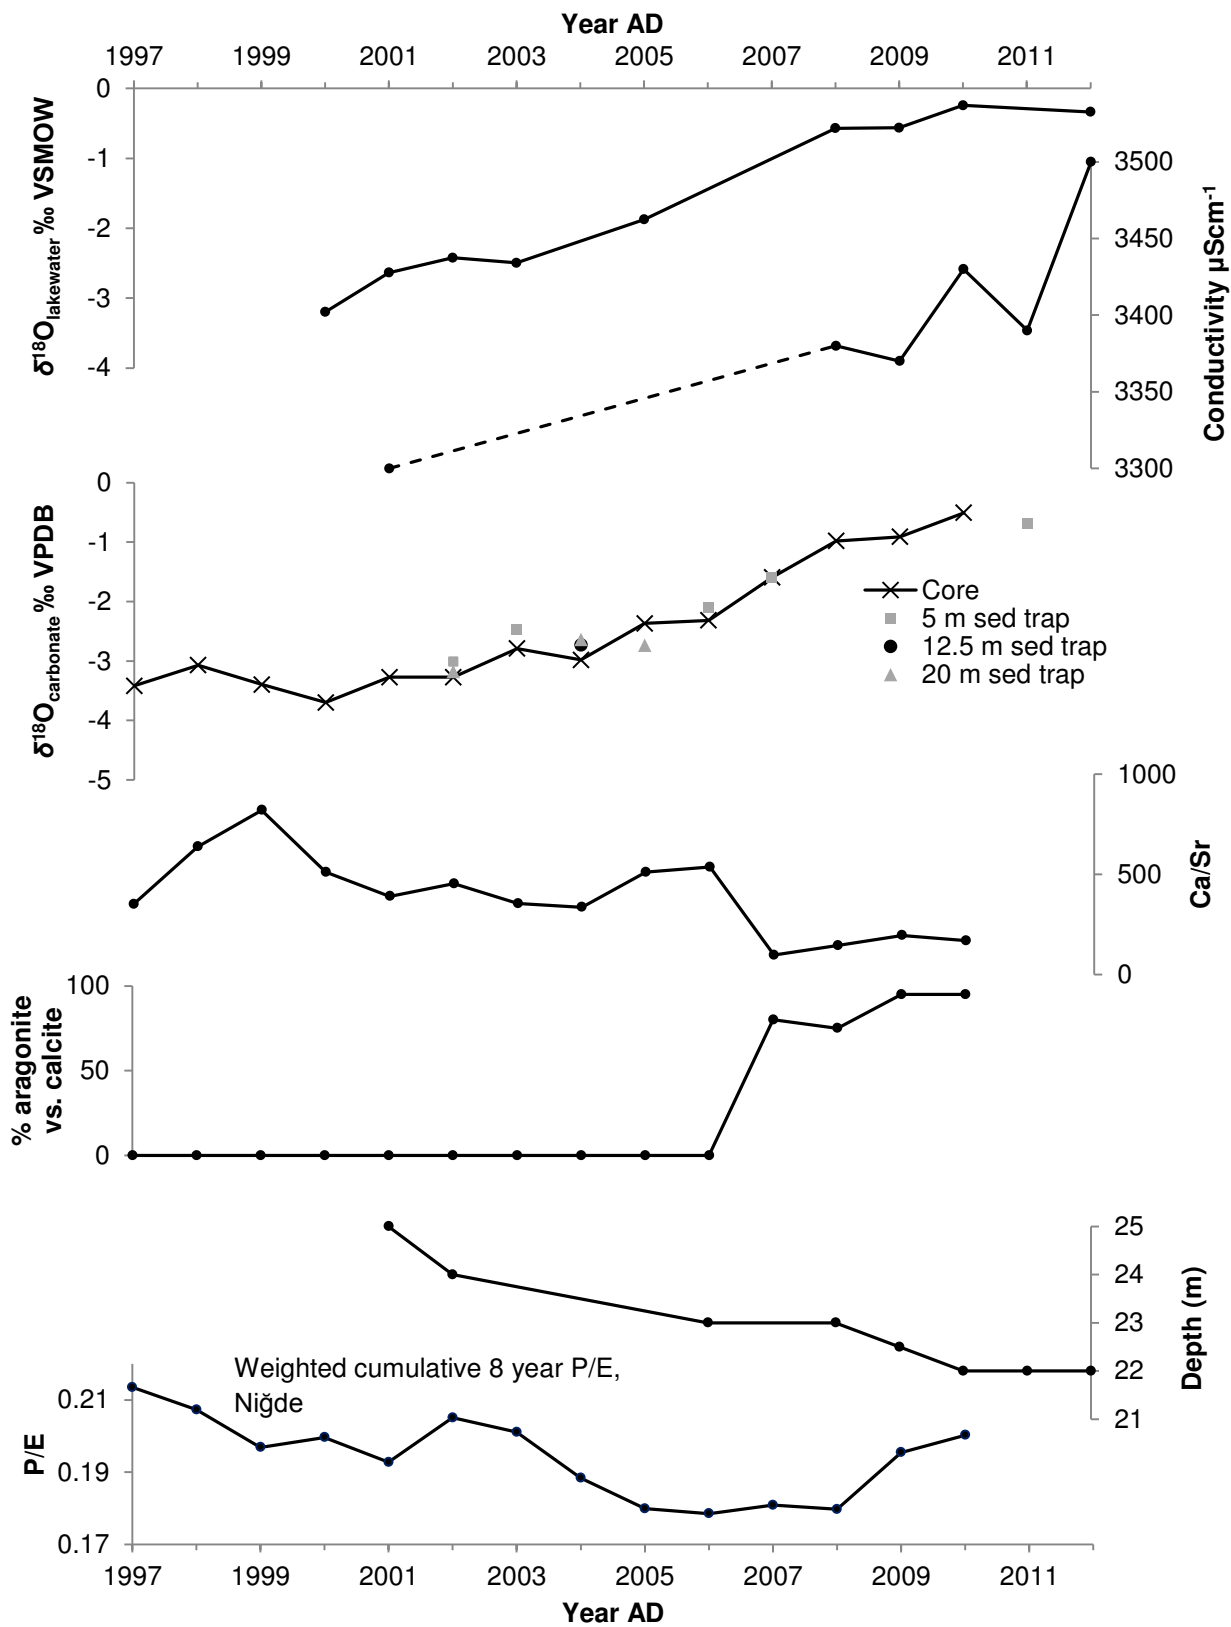 Year AD
1997 1999 2001 2003 2005 2007 2009 2011
δ¹⁸Olakewater ‰ VSMOW
0
-1
-2
-3
-4
Conductivity µScm⁻¹
3500
3450
3400
3350
3300
δ¹⁸Ocarbonate ‰ VPDB
0
-1
-2
-3
-4
-5
Core
5 m sed trap
12.5 m sed trap
20 m sed trap
Ca/Sr
1000
500
0
% aragonite
vs. calcite
100
50
0
Depth (m)
25
24
23
22
21
Weighted cumulative 8 year P/E,
Niğde
P/E
0.21
0.19
0.17
1997 1999 2001 2003 2005 2007 2009 2011
Year AD